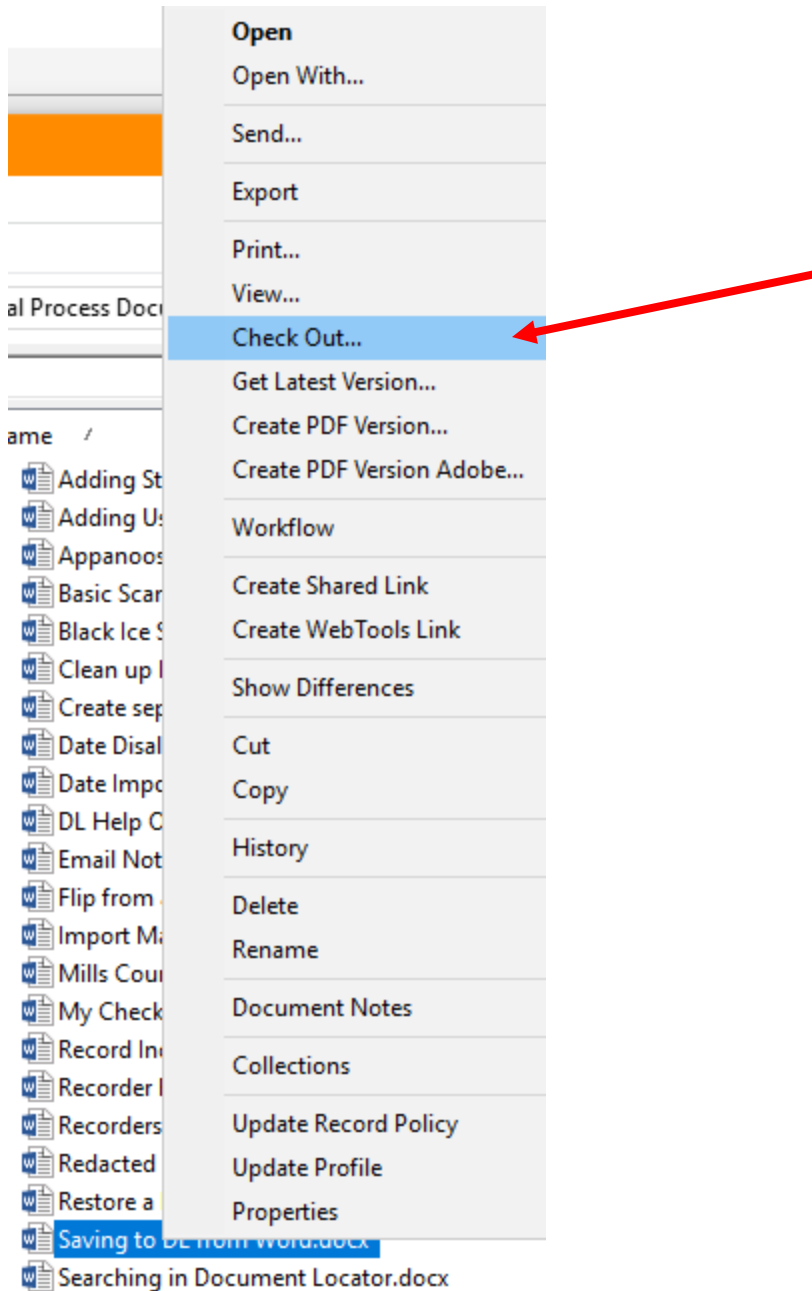 Open
Open With...
Send...
Export
Print...
View...
al Process Docu
Check Out...
Get Latest Version...
Create PDF Version...
ame
Create PDF Version Adobe...
Adding St
Adding Us
Workflow
Appanoos
Basic Scar
Create Shared Link
Black Ice S
Create WebTools Link
Clean up
Show Differences
Create sep
Date Disal
Cut
Date Impo
Copy
DL Help O
History
Email Not
Flip from
Delete
Import Ma
Rename
Mills Cour
My Check
Document Notes
Record Ind
Collections
Recorder
Recorders
Update Record Policy
Redacted
Update Profile
Restore a
Properties
Saving to DL from Word.docx
Searching in Document Locator.docx